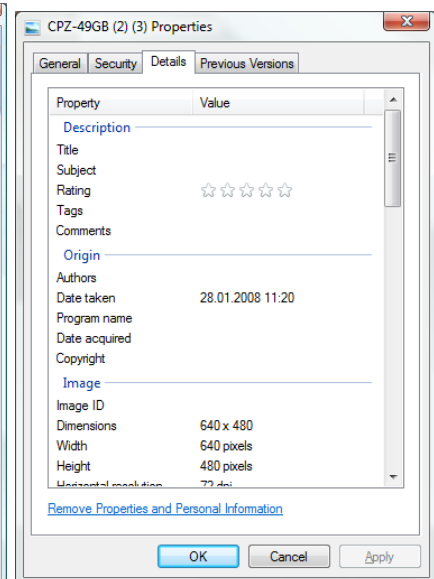 CPZ-49GB (2) (3) Properties
General Security Details Previous Versions
Property Value
Description
Title
Subject
Rating
Tags
Comments
Origin
Authors
Date taken 28.01.2008 11:20
Program name
Date acquired
Copyright
Image
Image ID
Dimensions 640 x 480
Width 640 pixels
Height 480 pixels
Horizontal resolution 72 dpi
Remove Properties and Personal Information
OK Cancel Apply